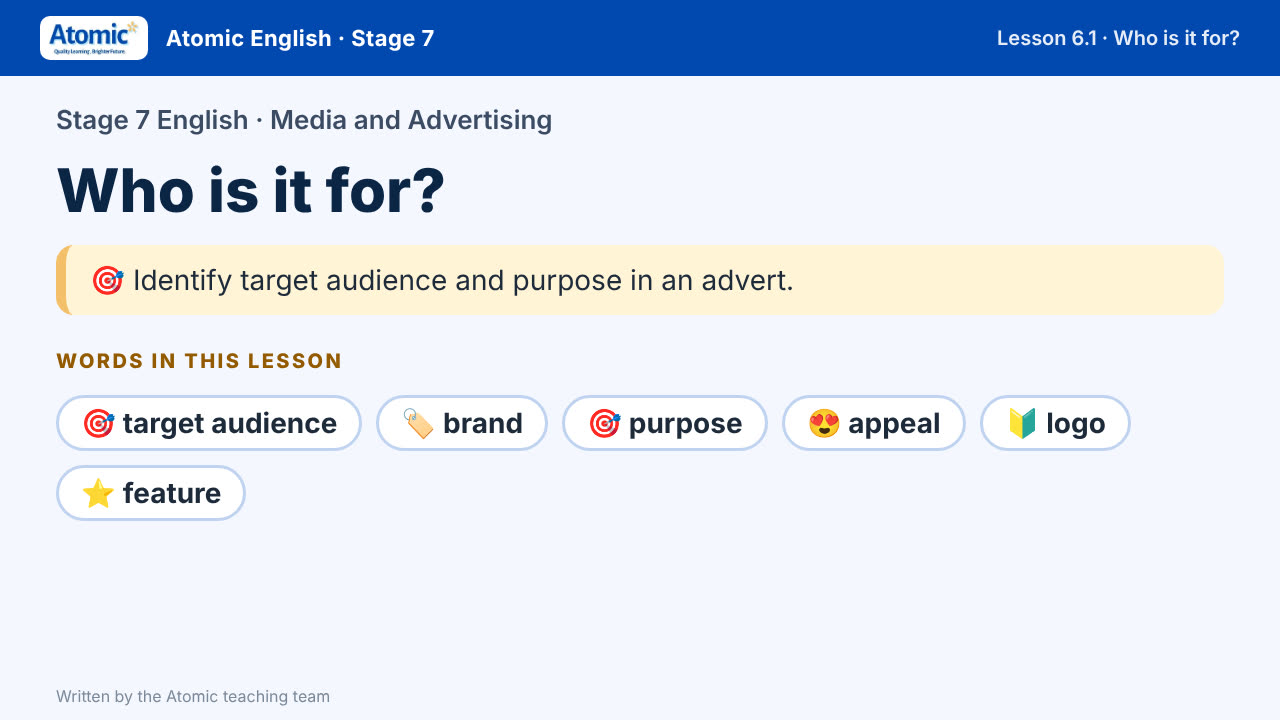 Atomic
Quality Learning. Brighter Future.
Atomic English · Stage 7
Lesson 6.1 · Who is it for?
Stage 7 English · Media and Advertising
Who is it for?
🎯 Identify target audience and purpose in an advert.
WORDS IN THIS LESSON
🎯 target audience
🏷️ brand
🎯 purpose
😍 appeal
🔰 logo
⭐ feature
Written by the Atomic teaching team